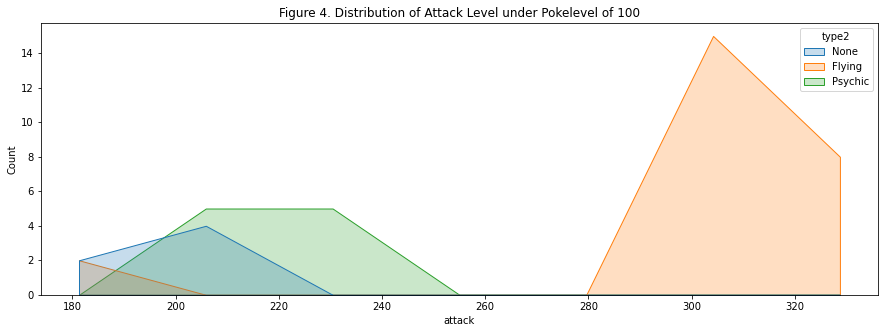 Figure 4. Distribution of Attack Level under Pokelevel of 100
type2
None
Flying
Psychic
Count
14
12
10
8
6
4
2
0
180 200 220 240 260 280 300 320
attack